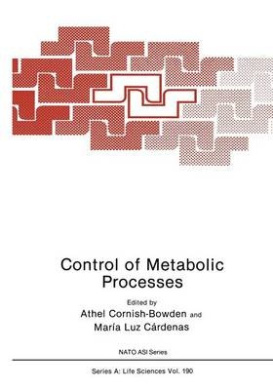 Control of Metabolic
Processes
Edited by
Athel Cornish-Bowden and
María Luz Cárdenas
NATO ASI Series
Series A: Life Sciences Vol. 190